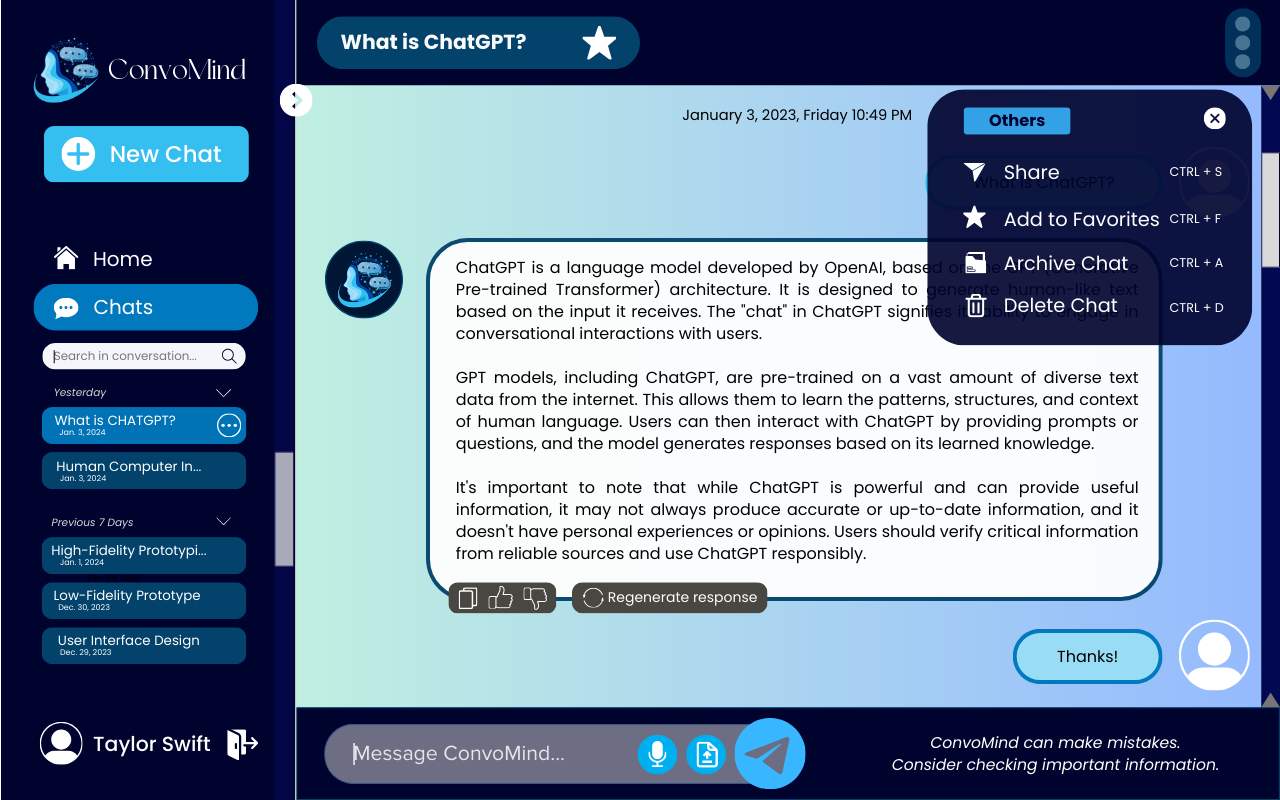 ConvoMind
New Chat
Home
Chats
Search in conversation...
Yesterday
What is CHATGPT?
Jan. 3, 2024
Human Computer In...
Jan. 3, 2024
Previous 7 Days
High-Fidelity Prototypi...
Jan. 1, 2024
Low-Fidelity Prototype
Dec. 30, 2023
User Interface Design
Dec. 29, 2023
Taylor Swift
What is ChatGPT?
January 3, 2023, Friday 10:49 PM
What is ChatGPT?
Others
Share CTRL + S
Add to Favorites CTRL + F
Archive Chat CTRL + A
Delete Chat CTRL + D
ChatGPT is a language model developed by OpenAI, based on
Pre-trained Transformer) architecture. It is designed to generate human-like text
based on the input it receives. The "chat" in ChatGPT signifies its ability to engage in
conversational interactions with users.
GPT models, including ChatGPT, are pre-trained on a vast amount of diverse text
data from the internet. This allows them to learn the patterns, structures, and context
of human language. Users can then interact with ChatGPT by providing prompts or
questions, and the model generates responses based on its learned knowledge.
It's important to note that while ChatGPT is powerful and can provide useful
information, it may not always produce accurate or up-to-date information, and it
doesn't have personal experiences or opinions. Users should verify critical information
from reliable sources and use ChatGPT responsibly.
Regenerate response
Thanks!
Message ConvoMind...
ConvoMind can make mistakes.
Consider checking important information.